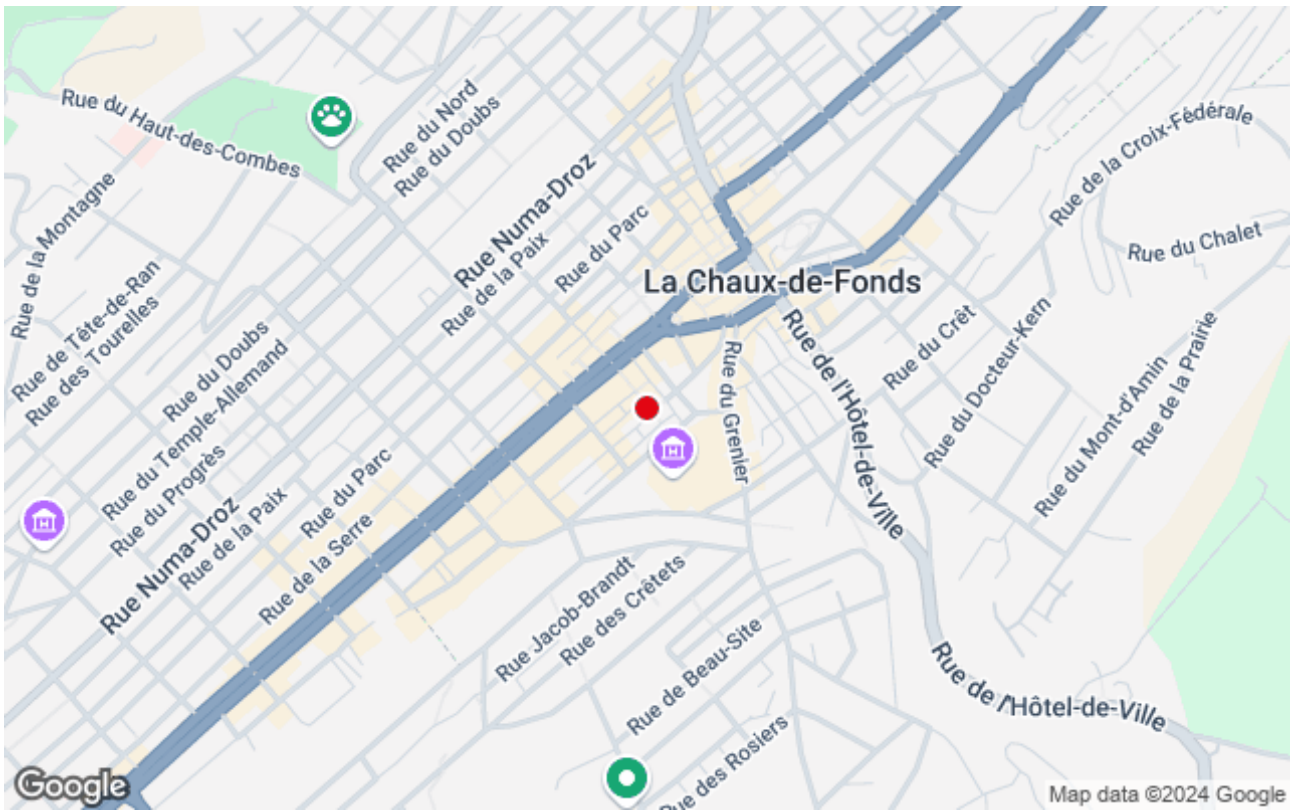 Rue du Haut-des-Combes
Rue du Nord
Rue du Doubs
Rue de la Croix-Fédérale
Rue de la Montagne
Rue Numa-Droz
Rue du Parc
Rue de la Paix
Rue du Chalet
La Chaux-de-Fonds
Rue de Tête-de-Ran
Rue des Tourelles
Rue du Doubs
Rue du Temple-Allemand
Rue du Progrès
Rue du Crêt
Rue du Docteur-Kern
Rue de l'Hôtel-de-Ville
Rue du Grenier
Rue du Mont-d'Amin
Rue de la Prairie
Rue du Parc
Rue de la Paix
Rue Numa-Droz
Rue de la Serre
Rue Jacob-Brandt
Rue des Crêtets
Rue de Beau-Site
Rue des Rosiers
Rue de l'Hôtel-de-Ville
Google
Map data ©2024 Google